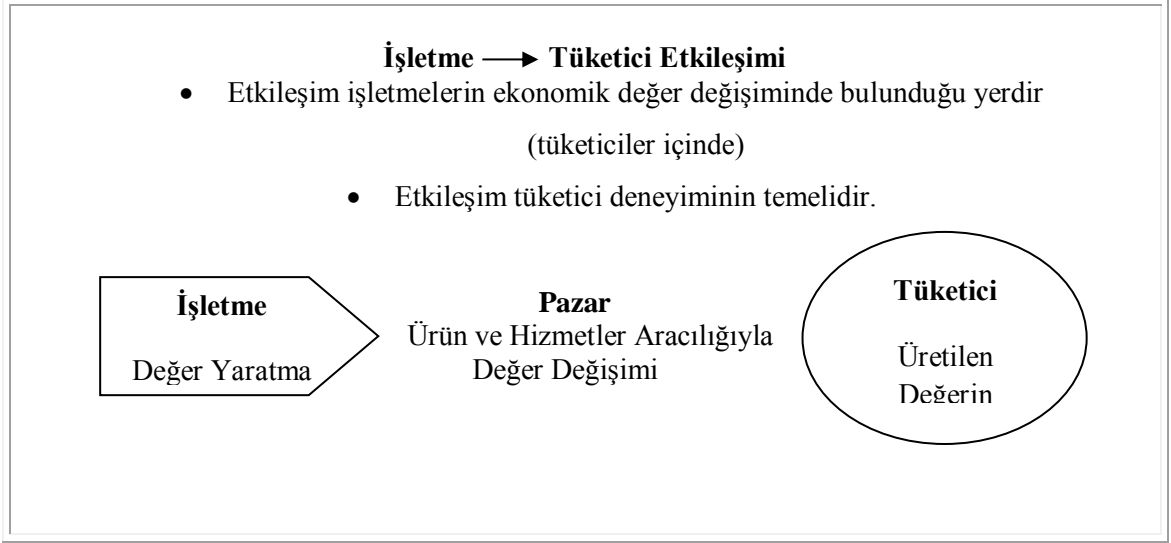 İşletme → Tüketici Etkileşimi
• Etkileşim işletmelerin ekonomik değer değişiminde bulunduğu yerdir
(tüketiciler içinde)
• Etkileşim tüketici deneyiminin temelidir.
İşletme
Değer Yaratma
Pazar
Ürün ve Hizmetler Aracılığıyla
Değer Değişimi
Tüketici
Üretilen
Değerin